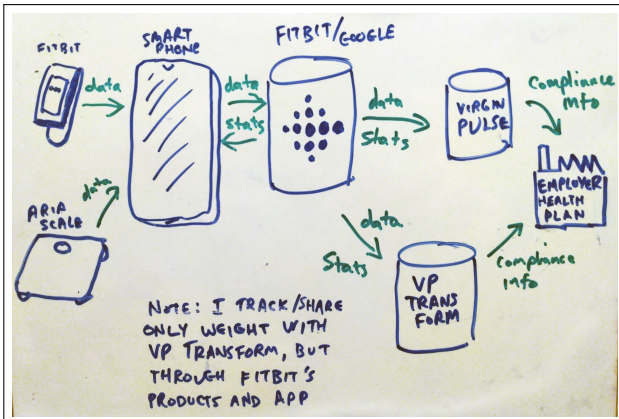 FITBIT
SMART
PHONE
FITBIT/GOOGLE
data
data
Stats
data
Stats
VIRGIN
PULSE
Compliance
info
EMPLOYER
HEALTH
PLAN
ARIA
SCALE
data
data
Stats
VP
TRANS
FORM
Compliance
info
NOTE: I TRACK/SHARE
ONLY WEIGHT WITH
VP TRANSFORM, BUT
THROUGH FITBIT'S
PRODUCTS AND APP